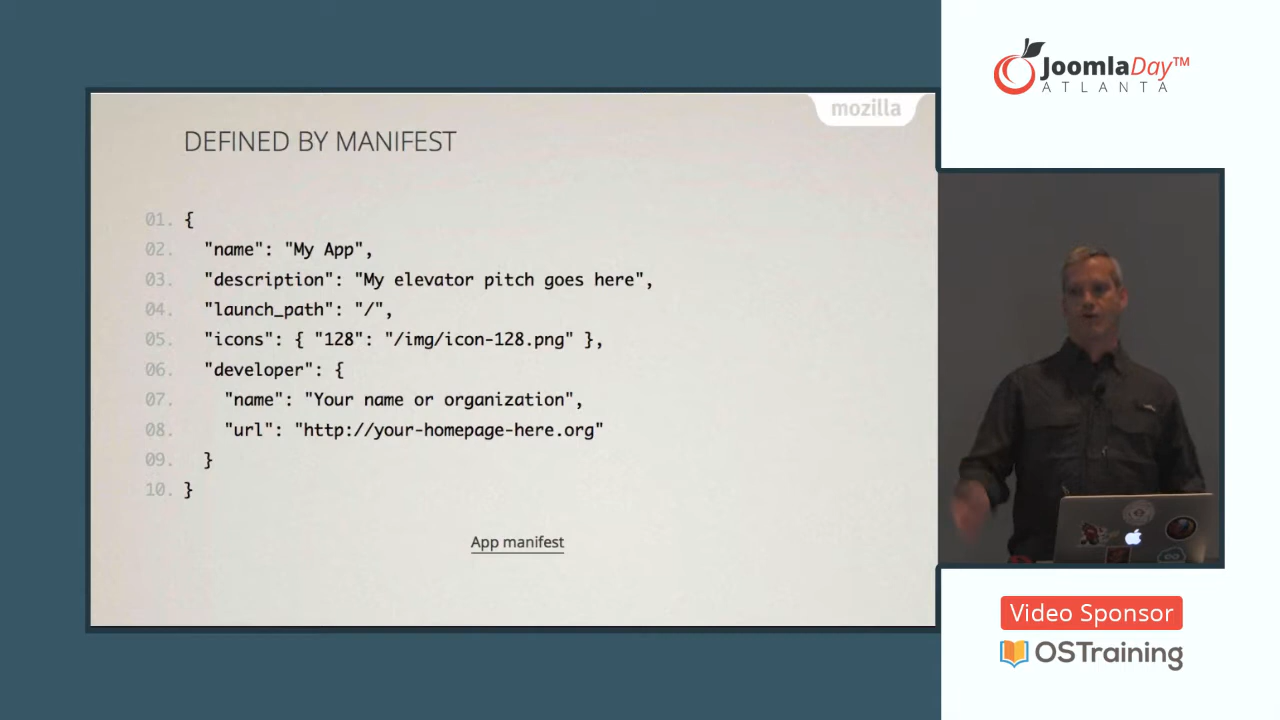 mozilla
DEFINED BY MANIFEST
01. {
02. "name": "My App",
03. "description": "My elevator pitch goes here",
04. "launch_path": "/",
05. "icons": { "128": "/img/icon-128.png" },
06. "developer": {
07. "name": "Your name or organization",
08. "url": "http://your-homepage-here.org"
09. }
10. }
App manifest
JoomlaDay™
ATLANTA
Video Sponsor
OSTraining